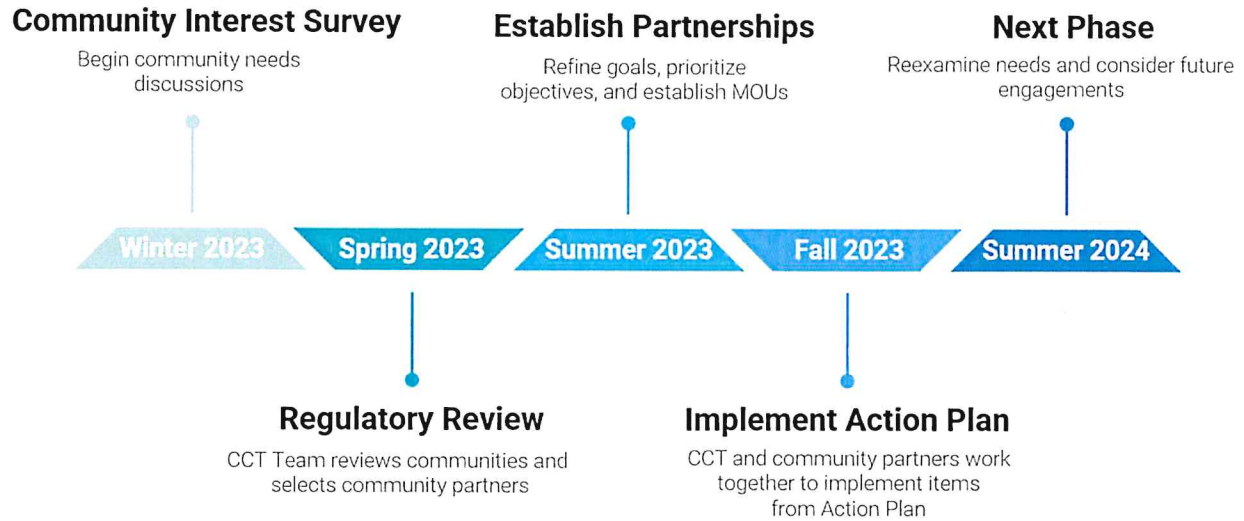 Community Interest Survey
Begin community needs
discussions
Establish Partnerships
Refine goals, prioritize
objectives, and establish MOUs
Next Phase
Reexamine needs and consider future
engagements
Winter 2023
Spring 2023
Summer 2023
Fall 2023
Summer 2024
Regulatory Review
CCT Team reviews communities and
selects community partners
Implement Action Plan
CCT and community partners work
together to implement items
from Action Plan